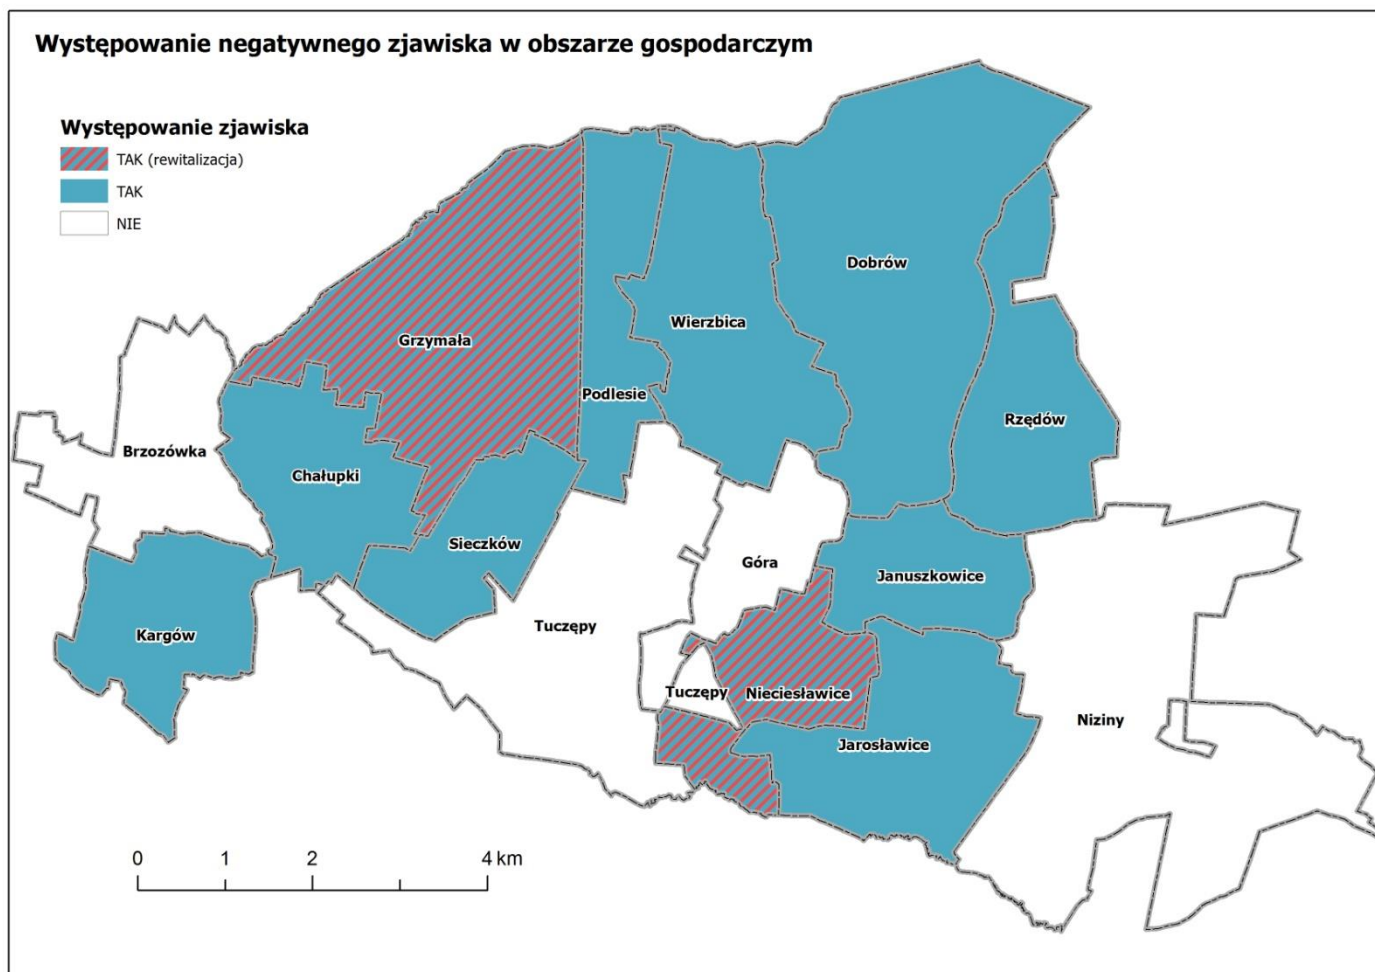 Występowanie negatywnego zjawiska w obszarze gospodarczym
Występowanie zjawiska
TAK (rewitalizacja)
TAK
NIE
Dobrów
Wierzbica
Grzymała
Podlesie
Rzędów
Brzozówka
Chałupki
Sieczków
Góra
Januszkowice
Tuczępy
Kargów
Tuczępy
Nieciesławice
Niziny
Jarosławice
0 1 2 4 km